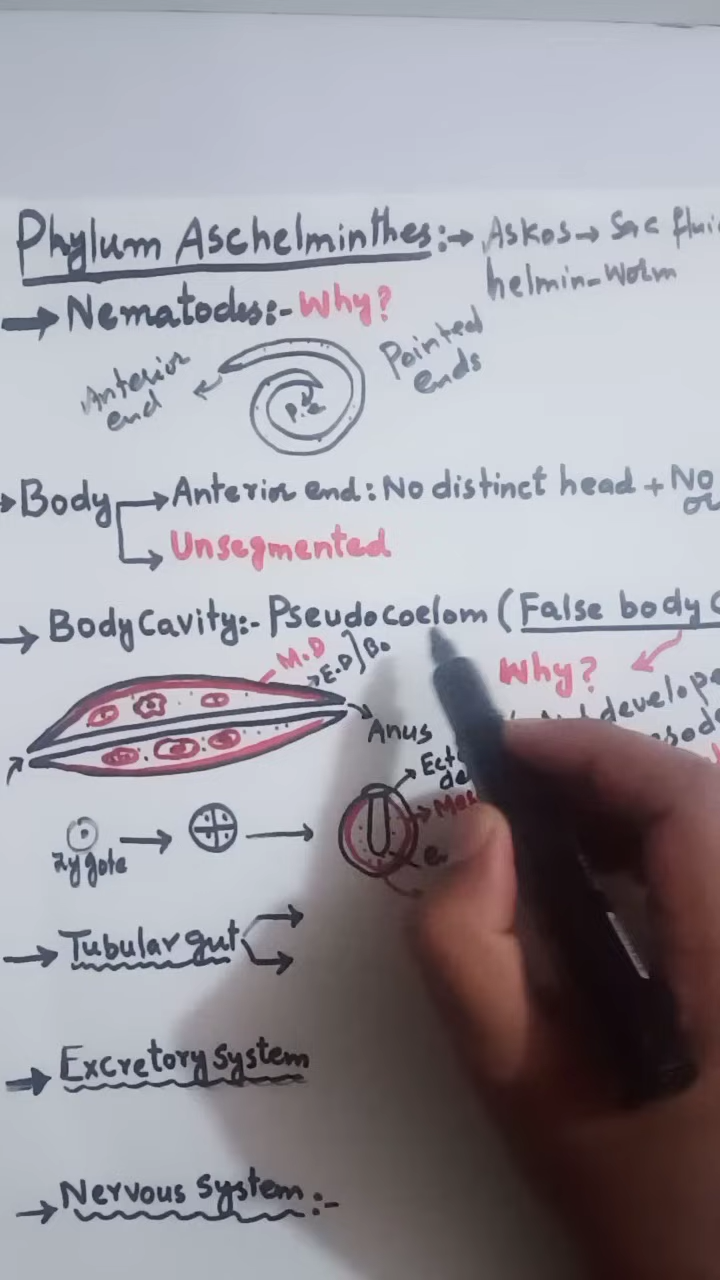 Phylum Aschelminthes:→ Askos→ Sac
helmin-Worm
→ Nematodes:- Why?
Anterior end
Pointed ends
→ Body → Anterior end: No distinct head + No
→ Unsegmented
→ Body Cavity:- Pseudocoelom (False body
M.D
E.D
Why?
Anus
Zygote
→ Tubular gut
→ Excretory system
→ Nervous system:-